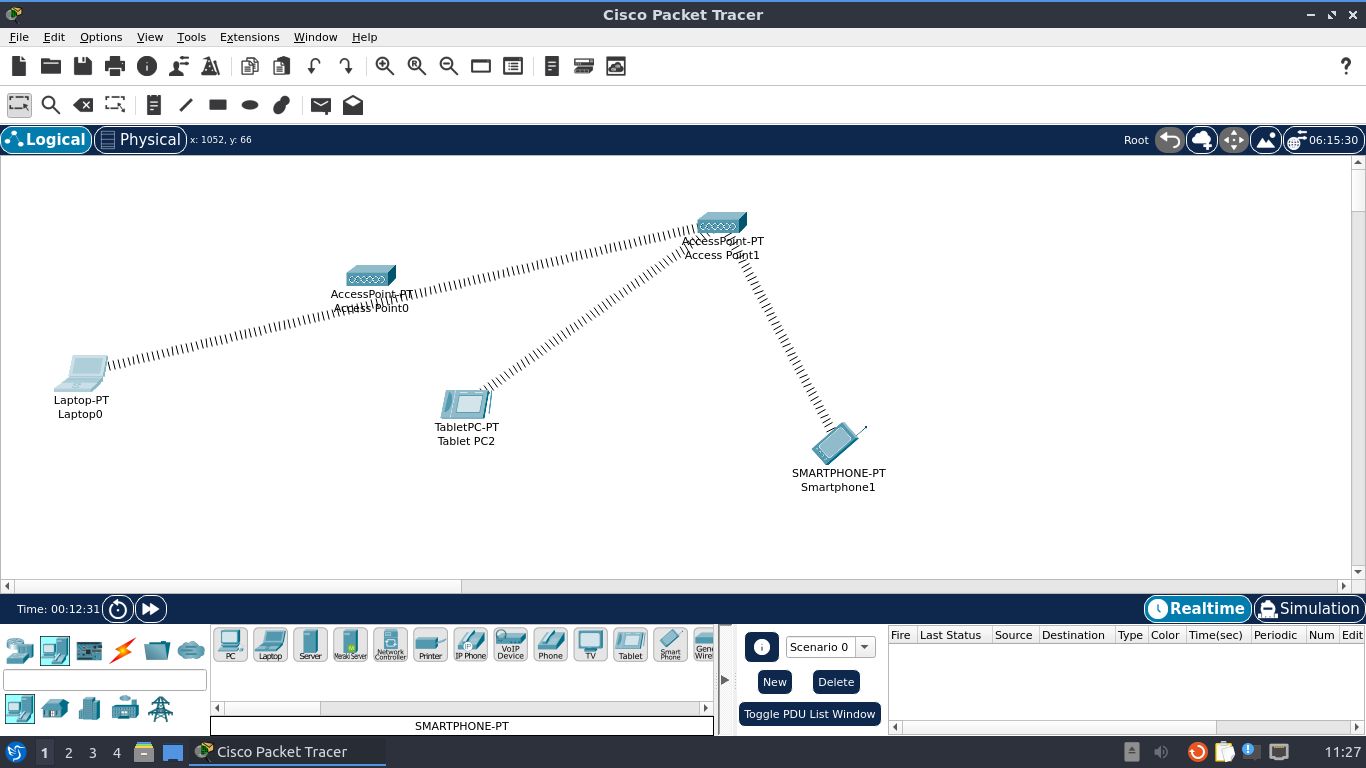 Cisco Packet Tracer
File Edit Options View Tools Extensions Window Help
Logical Physical x: 1052, y: 66 Root 06:15:30
AccessPoint-PT
Access Point1
AccessPoint-PT
Access Point0
Laptop-PT
Laptop0
TabletPC-PT
Tablet PC2
SMARTPHONE-PT
Smartphone1
Time: 00:12:31 Realtime Simulation
PC Laptop Server Meraki Server Network Controller Printer IP Phone VoIP Device Phone TV Tablet Smart Phone
SMARTPHONE-PT
Scenario 0
New Delete
Toggle PDU List Window
Fire Last Status Source Destination Type Color Time(sec) Periodic Num Edit
1 2 3 4 Cisco Packet Tracer 11:27